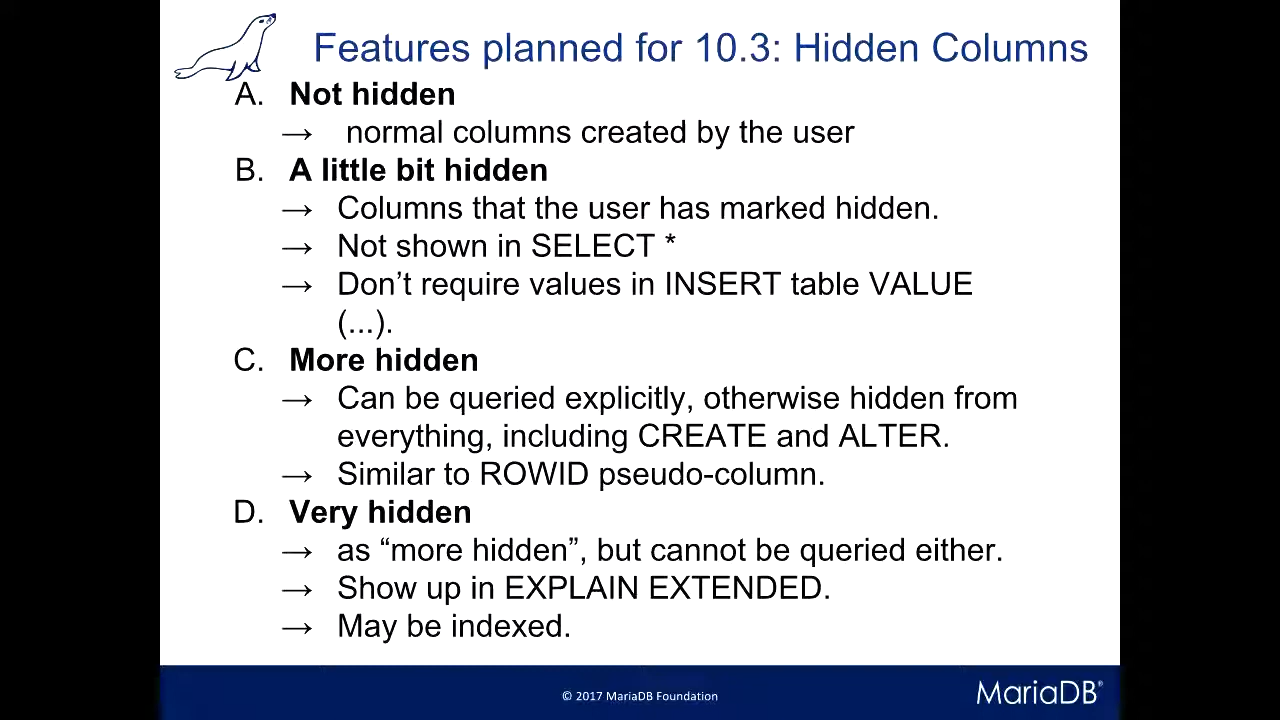 Features planned for 10.3: Hidden Columns
A. Not hidden
→ normal columns created by the user
B. A little bit hidden
→ Columns that the user has marked hidden.
→ Not shown in SELECT *
→ Don’t require values in INSERT table VALUE
(...).
C. More hidden
→ Can be queried explicitly, otherwise hidden from
everything, including CREATE and ALTER.
→ Similar to ROWID pseudo-column.
D. Very hidden
→ as “more hidden”, but cannot be queried either.
→ Show up in EXPLAIN EXTENDED.
→ May be indexed.
© 2017 MariaDB Foundation
MariaDB®